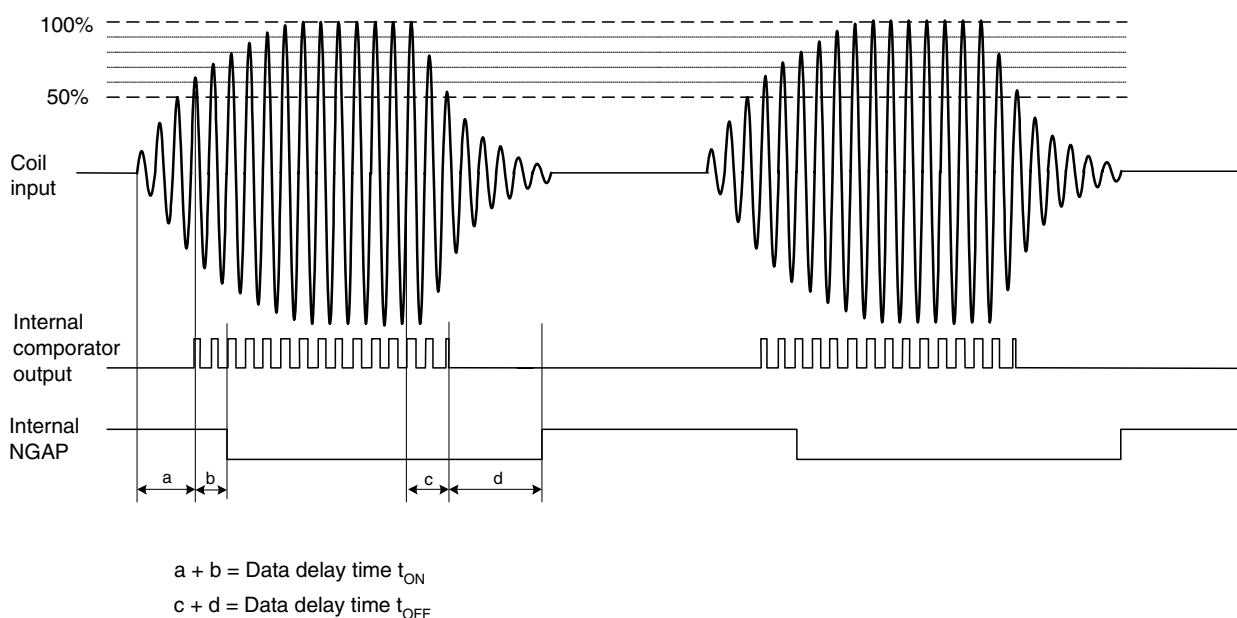 100%
50%
Coil
input
Internal
comporator
output
Internal
NGAP
a b c d
a + b = Data delay time tON
c + d = Data delay time tOFF